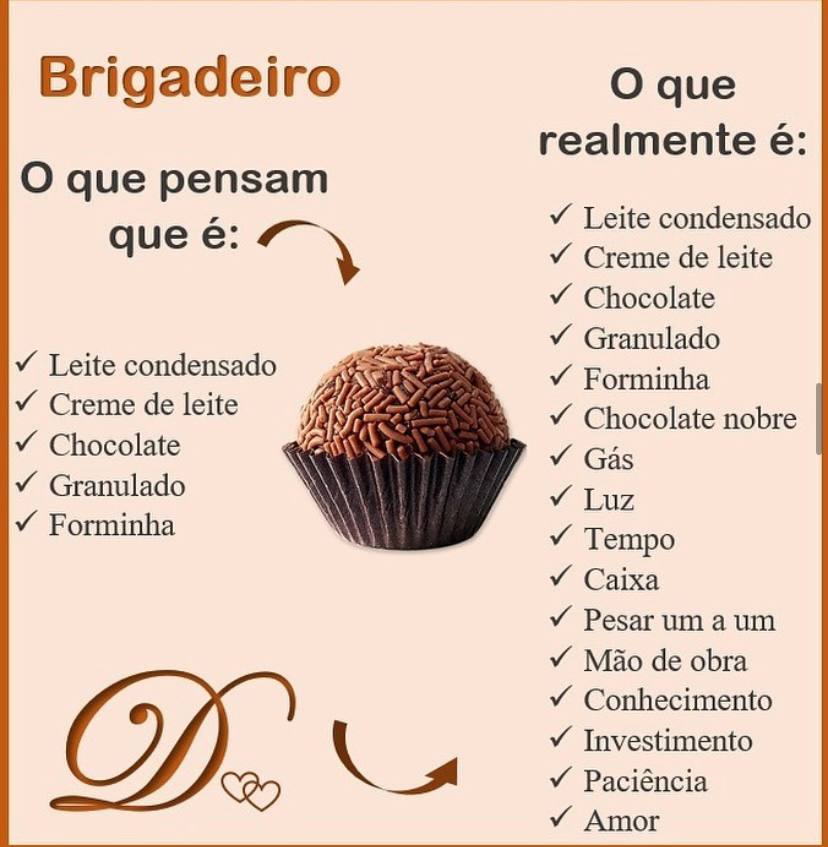 Brigadeiro
O que pensam
que é:
Leite condensado
Creme de leite
Chocolate
Granulado
Forminha
D
O que
realmente é:
Leite condensado
Creme de leite
Chocolate
Granulado
Forminha
Chocolate nobre
Gás
Luz
Tempo
Caixa
Pesar um a um
Mão de obra
Conhecimento
Investimento
Paciência
Amor